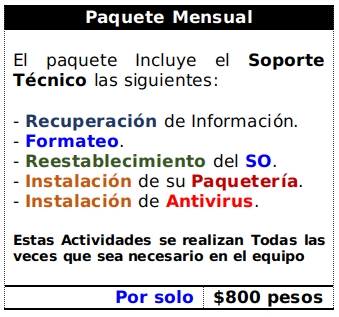 Paquete Mensual
El paquete Incluye el Soporte
Técnico las siguientes:
- Recuperación de Información.
- Formateo.
- Reestablecimiento del SO.
- Instalación de su Paquetería.
- Instalación de Antivirus.
Estas Actividades se realizan Todas las
veces que sea necesario en el equipo
Por solo $800 pesos